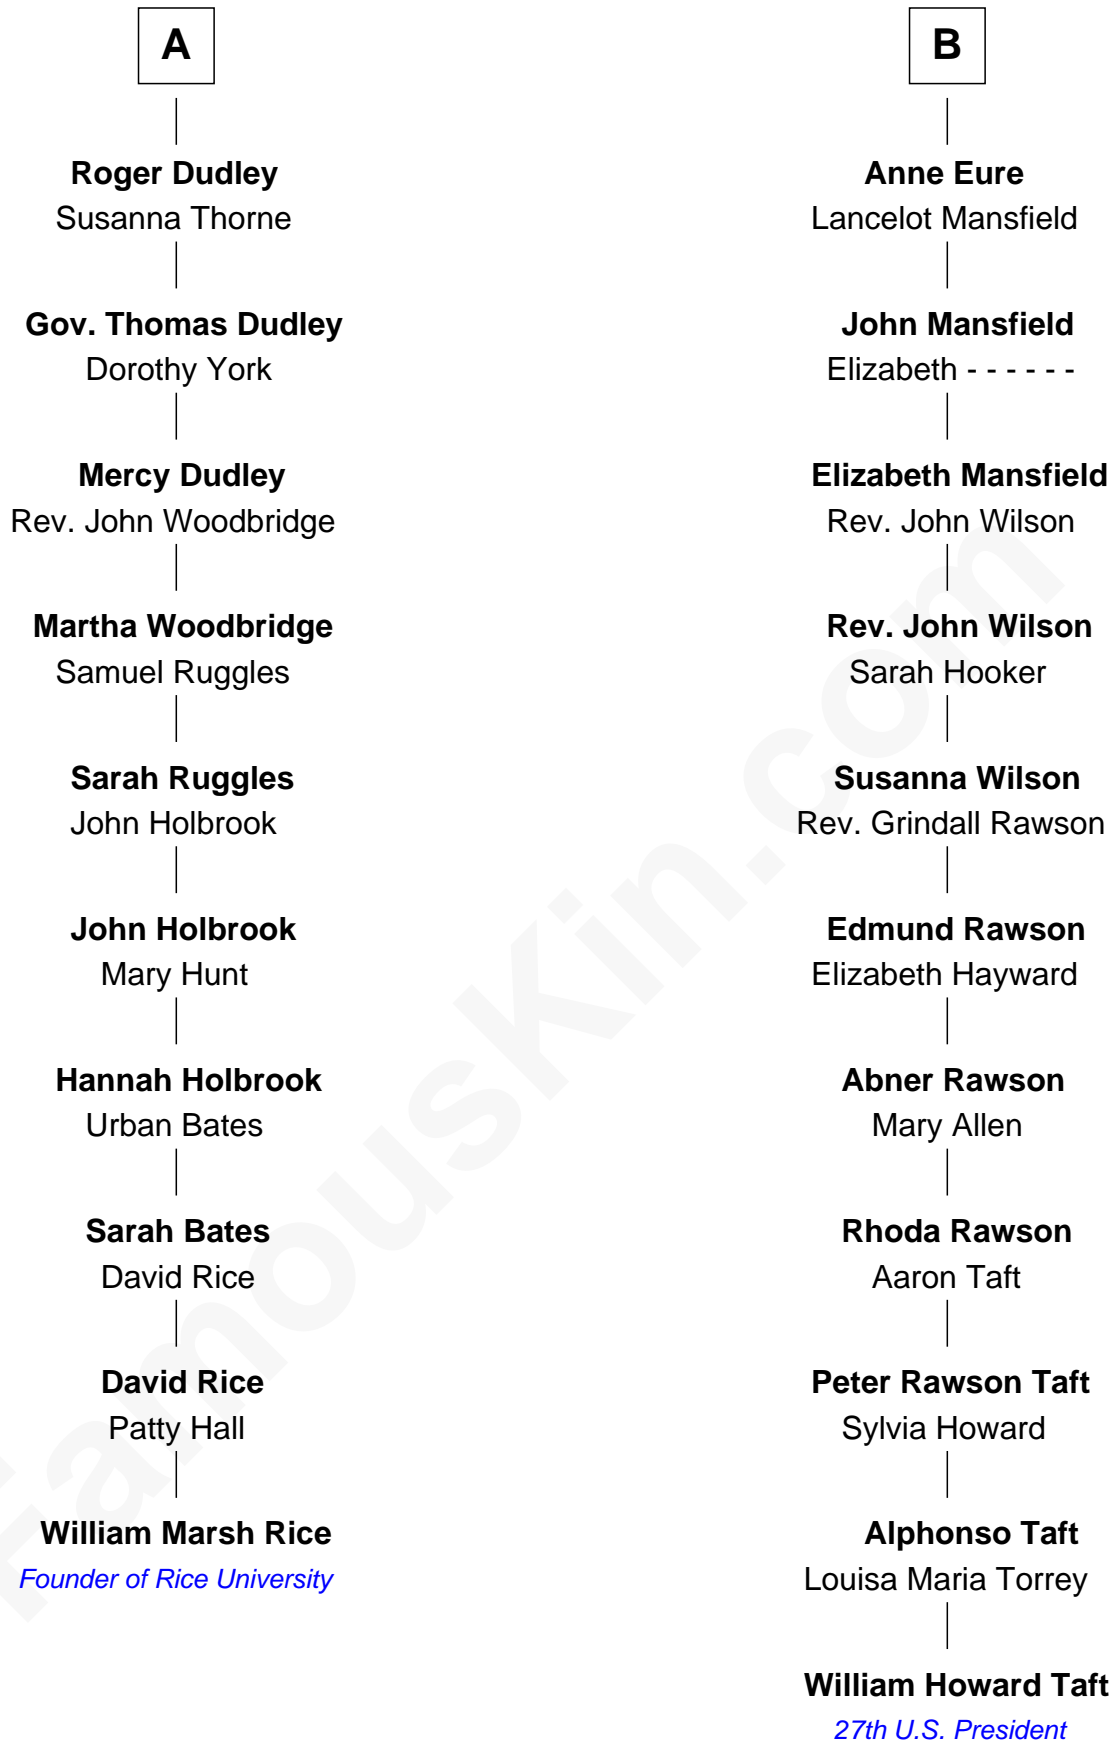 A
Roger Dudley
Susanna Thorne
Gov. Thomas Dudley
Dorothy York
Mercy Dudley
Rev. John Woodbridge
Martha Woodbridge
Samuel Ruggles
Sarah Ruggles
John Holbrook
John Holbrook
Mary Hunt
Hannah Holbrook
Urban Bates
Sarah Bates
David Rice
David Rice
Patty Hall
William Marsh Rice
Founder of Rice University
B
Anne Eure
Lancelot Mansfield
John Mansfield
Elizabeth - - - - - -
Elizabeth Mansfield
Rev. John Wilson
Rev. John Wilson
Sarah Hooker
Susanna Wilson
Rev. Grindall Rawson
Edmund Rawson
Elizabeth Hayward
Abner Rawson
Mary Allen
Rhoda Rawson
Aaron Taft
Peter Rawson Taft
Sylvia Howard
Alphonso Taft
Louisa Maria Torrey
William Howard Taft
27th U.S. President
FamousKin.com